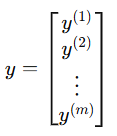 y = [ y^{(1)}
y^{(2)}
⋮
y^{(m)} ]